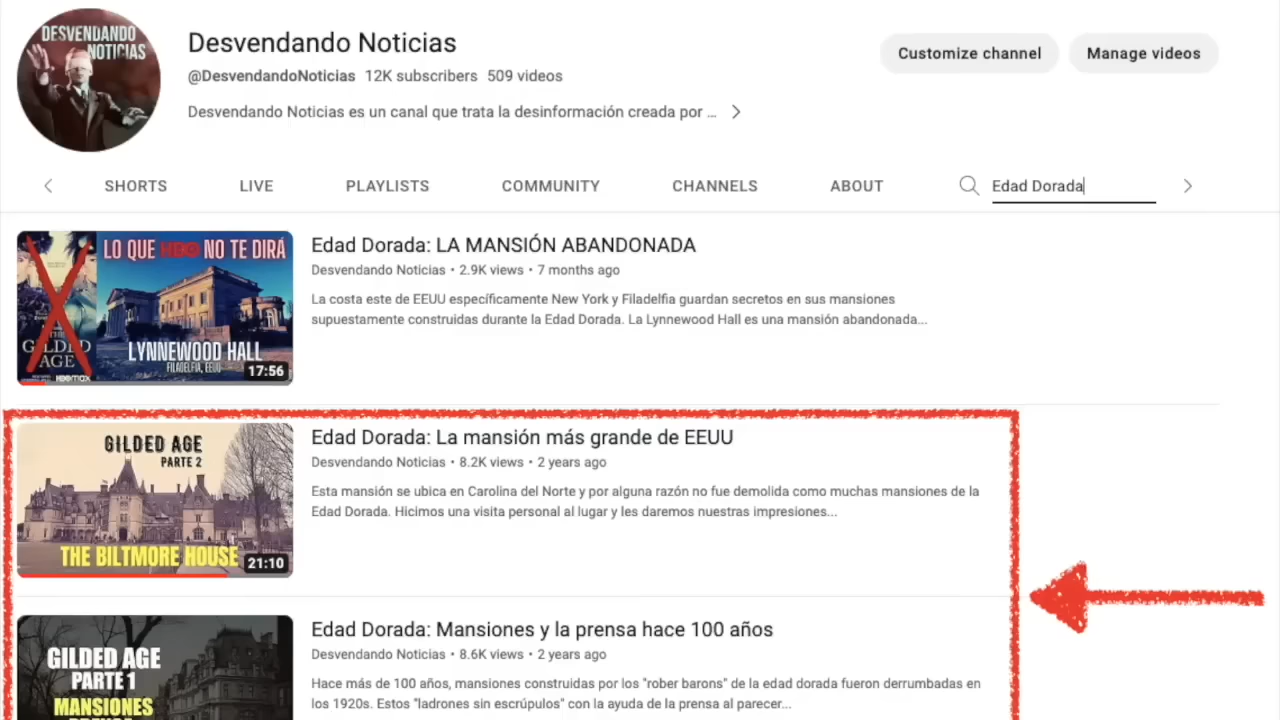 DESVENDANDO
NOTICIAS
Desvendando Noticias
@DesvendandoNoticias 12K subscribers 509 videos
Desvendando Noticias es un canal que trata la desinformación creada por ...
Customize channel
Manage videos
SHORTS
LIVE
PLAYLISTS
COMMUNITY
CHANNELS
ABOUT
Edad Dorada
LO QUE HBO NO TE DIRÁ
GILDED
AGE
HBOMAX
LYNNEWOOD HALL
FILADELFIA, EEUU
17:56
Edad Dorada: LA MANSIÓN ABANDONADA
Desvendando Noticias • 2.9K views • 7 months ago
La costa este de EEUU específicamente New York y Filadelfia guardan secretos en sus mansiones
supuestamente construidas durante la Edad Dorada. La Lynnewood Hall es una mansión abandonada...
GILDED AGE
PARTE 2
THE BILTMORE HOUSE
21:10
Edad Dorada: La mansión más grande de EEUU
Desvendando Noticias • 8.2K views • 2 years ago
Esta mansión se ubica en Carolina del Norte y por alguna razón no fue demolida como muchas mansiones de la
Edad Dorada. Hicimos una visita personal al lugar y les daremos nuestras impresiones...
GILDED AGE
PARTE 1
MANSIONES
Edad Dorada: Mansiones y la prensa hace 100 años
Desvendando Noticias • 8.6K views • 2 years ago
Hace más de 100 años, mansiones construidas por los "rober barons" de la edad dorada fueron derrumbadas en
los 1920s. Estos "ladrones sin escrúpulos" con la ayuda de la prensa al parecer...